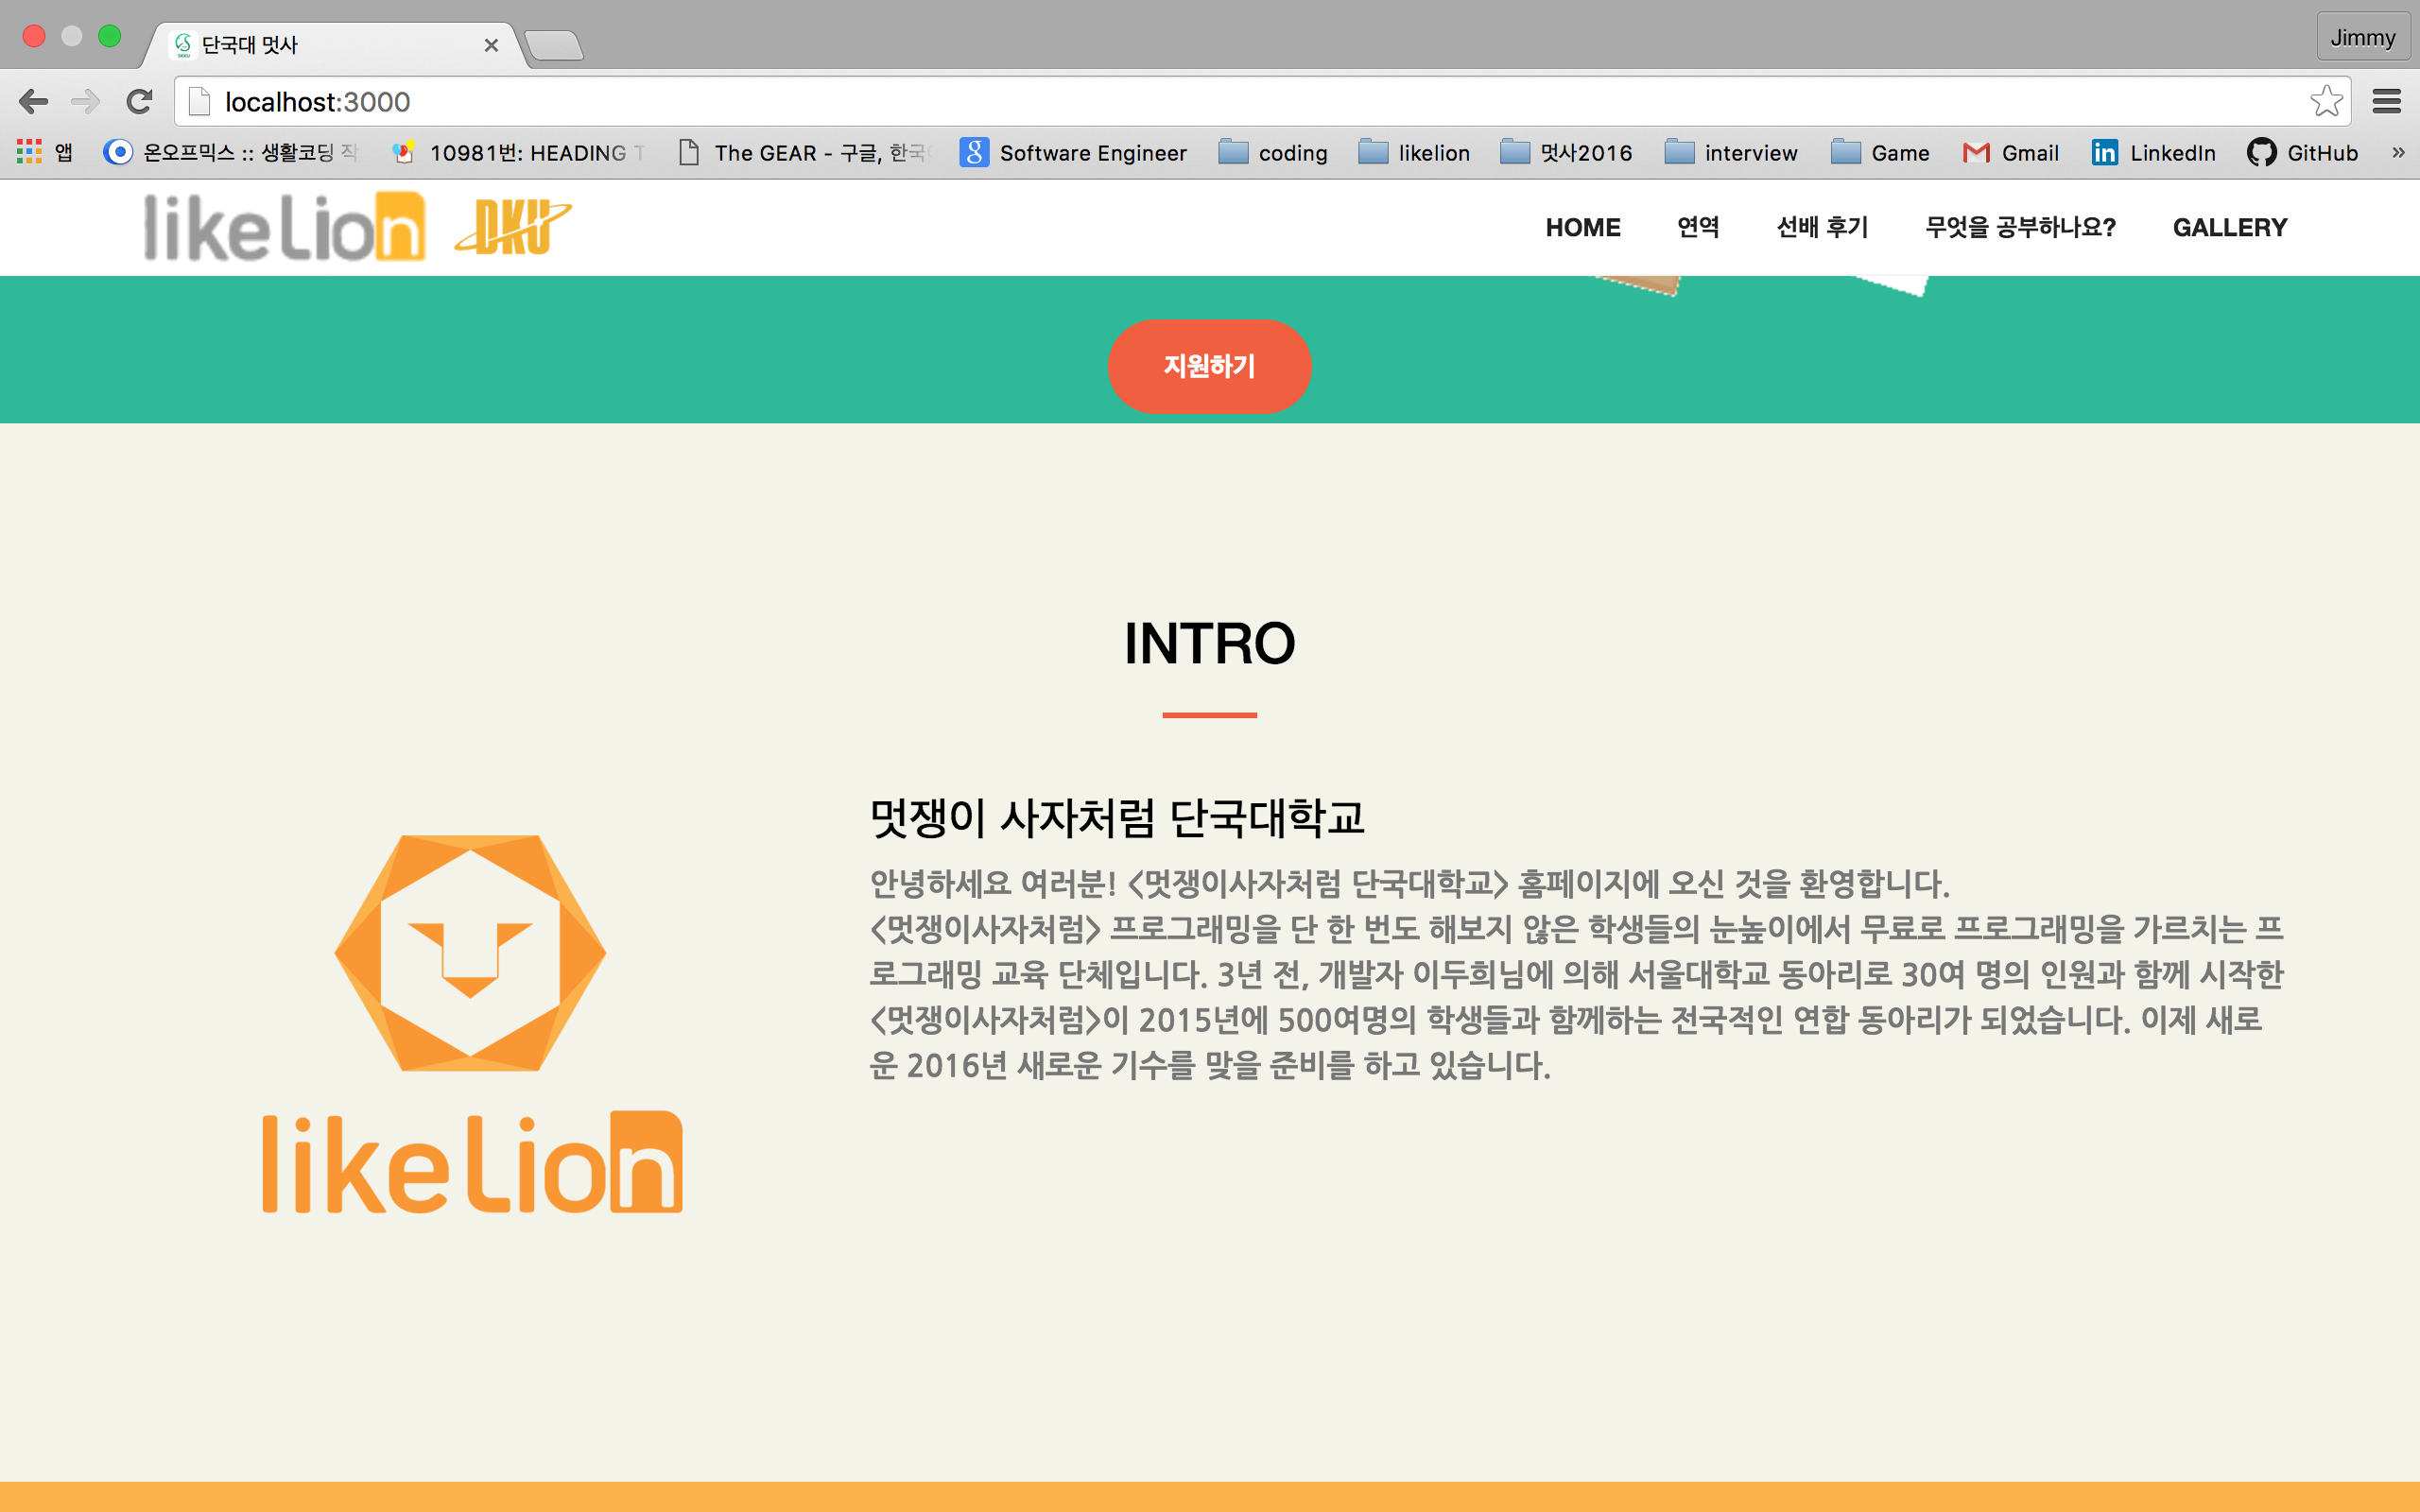 단국대 멋사
Jimmy
localhost:3000
앱
온오프믹스 :: 생활코딩 작
10981번: HEADING T
The GEAR - 구글, 한국어
Software Engineer
coding
likelion
멋사2016
interview
Game
Gmail
LinkedIn
GitHub
»
likelion
DKU
HOME
연역
선배 후기
무엇을 공부하나요?
GALLERY
지원하기
INTRO
멋쟁이 사자처럼 단국대학교
안녕하세요 여러분! <멋쟁이사자처럼 단국대학교> 홈페이지에 오신 것을 환영합니다.
<멋쟁이사자처럼> 프로그래밍을 단 한 번도 해보지 않은 학생들의 눈높이에서 무료로 프로그래밍을 가르치는 프
로그래밍 교육 단체입니다. 3년 전, 개발자 이두희님에 의해 서울대학교 동아리로 30여 명의 인원과 함께 시작한
<멋쟁이사자처럼>이 2015년에 500여명의 학생들과 함께하는 전국적인 연합 동아리가 되었습니다. 이제 새로
운 2016년 새로운 기수를 맞을 준비를 하고 있습니다.
likelion